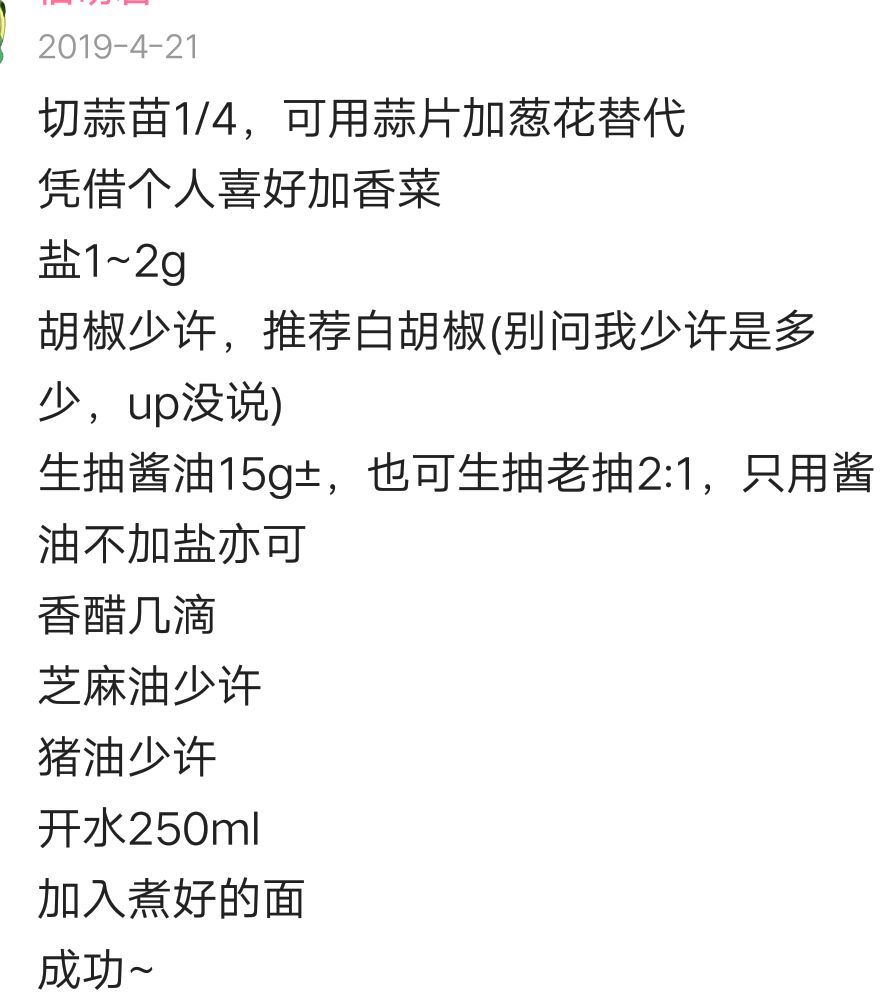 2019-4-21
切蒜苗1/4，可用蒜片加葱花替代
凭借个人喜好加香菜
盐1~2g
胡椒少许，推荐白胡椒(别问我少许是多
少，up没说)
生抽酱油15g±，也可生抽老抽2:1，只用酱
油不加盐亦可
香醋几滴
芝麻油少许
猪油少许
开水250ml
加入煮好的面
成功~